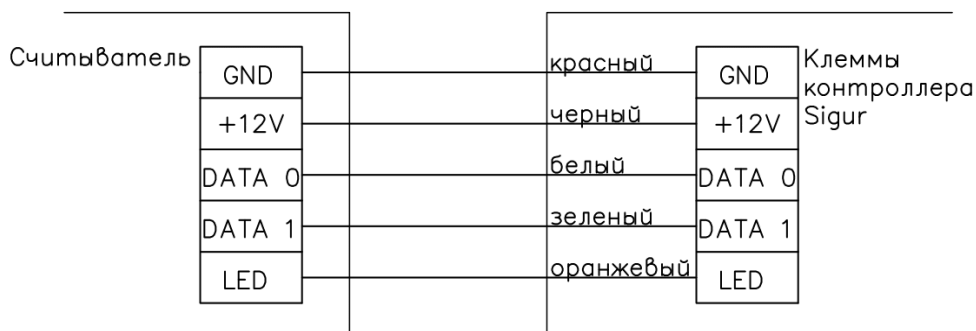 Считыватель
GND
+12V
DATA 0
DATA 1
LED
красный
черный
белый
зеленый
оранжевый
GND
+12V
DATA 0
DATA 1
LED
Клеммы
контроллера
Sigur